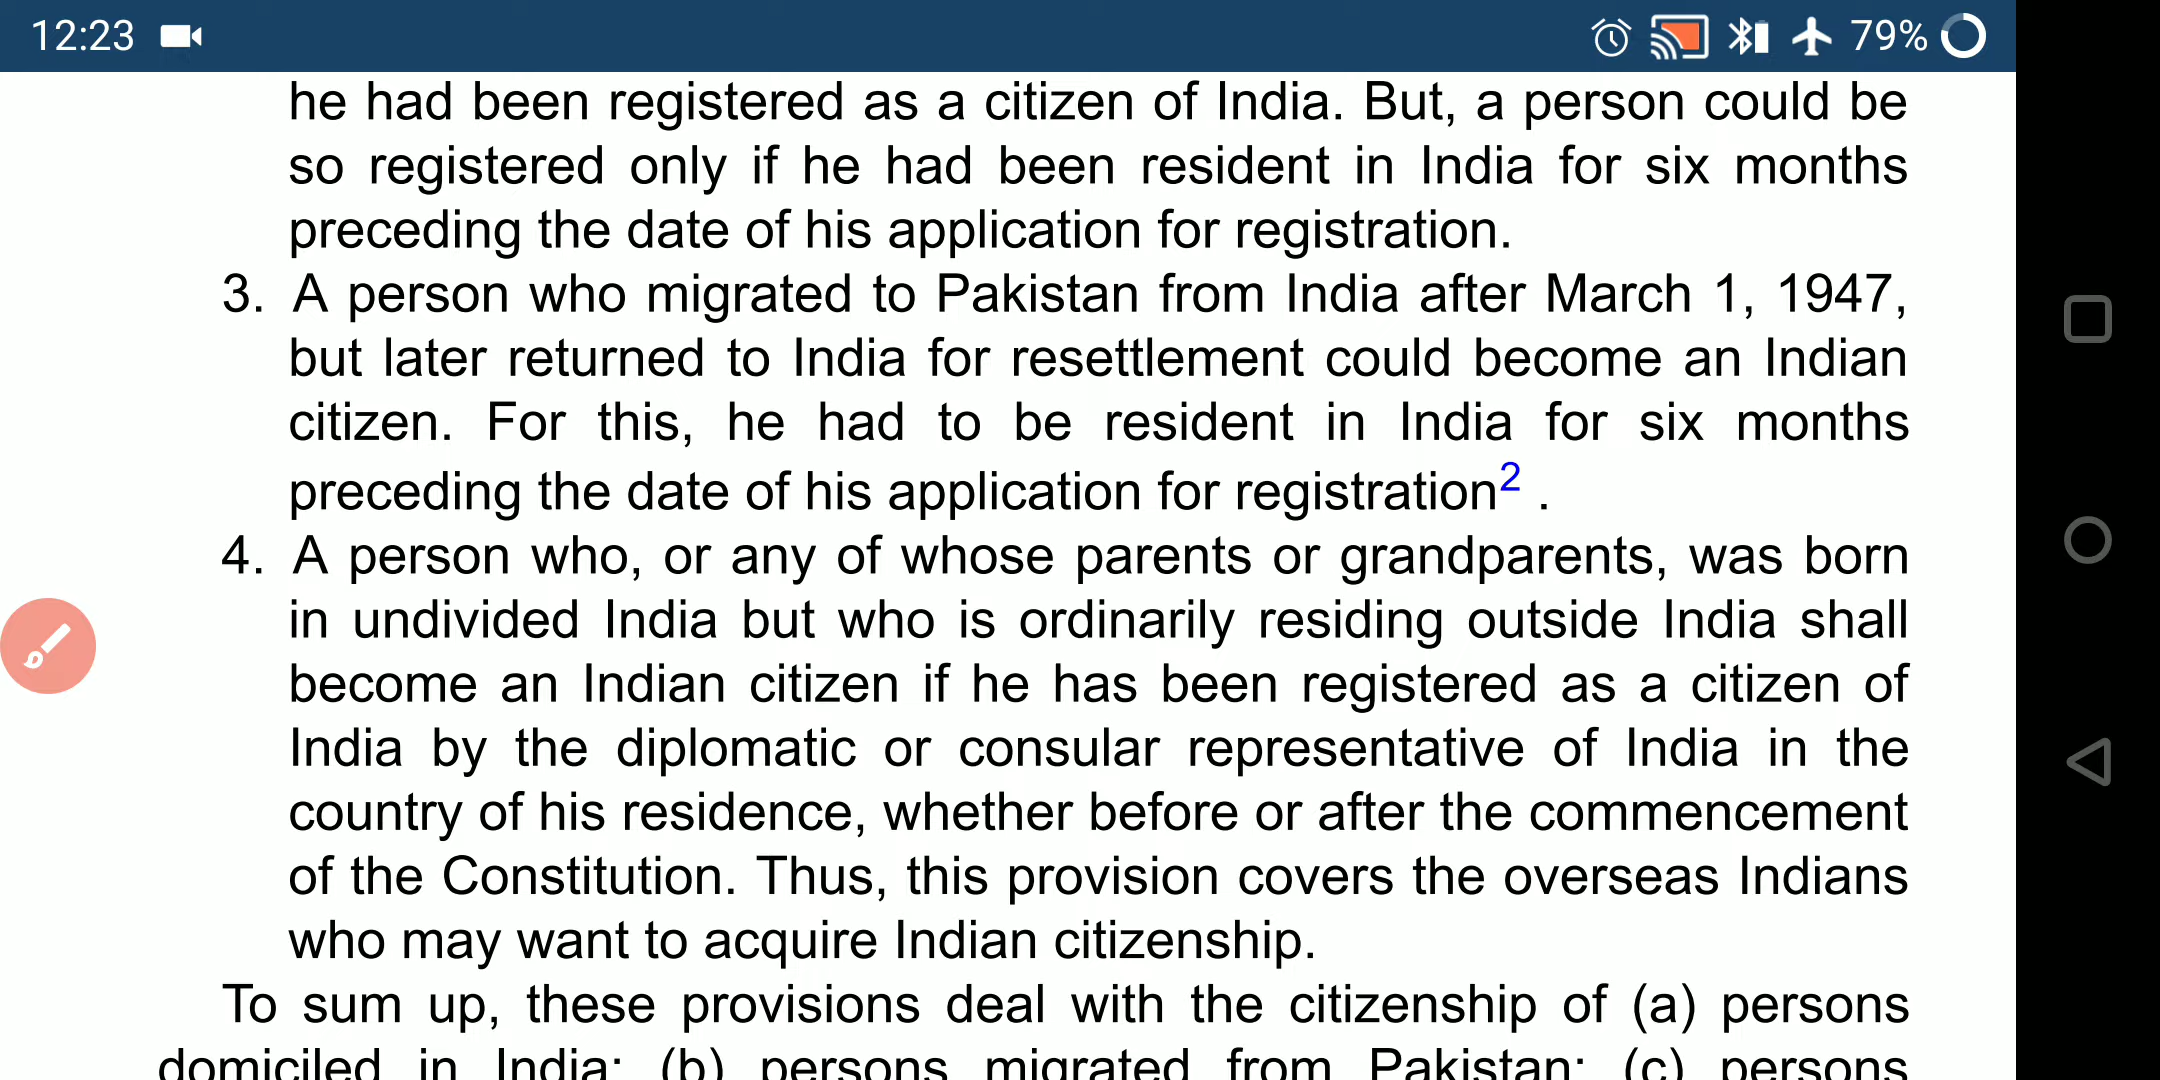 12:23 79%
he had been registered as a citizen of India. But, a person could be
so registered only if he had been resident in India for six months
preceding the date of his application for registration.
3. A person who migrated to Pakistan from India after March 1, 1947,
but later returned to India for resettlement could become an Indian
citizen. For this, he had to be resident in India for six months
preceding the date of his application for registration2 .
4. A person who, or any of whose parents or grandparents, was born
in undivided India but who is ordinarily residing outside India shall
become an Indian citizen if he has been registered as a citizen of
India by the diplomatic or consular representative of India in the
country of his residence, whether before or after the commencement
of the Constitution. Thus, this provision covers the overseas Indians
who may want to acquire Indian citizenship.
To sum up, these provisions deal with the citizenship of (a) persons
domiciled in India; (b) persons migrated from Pakistan; (c) persons